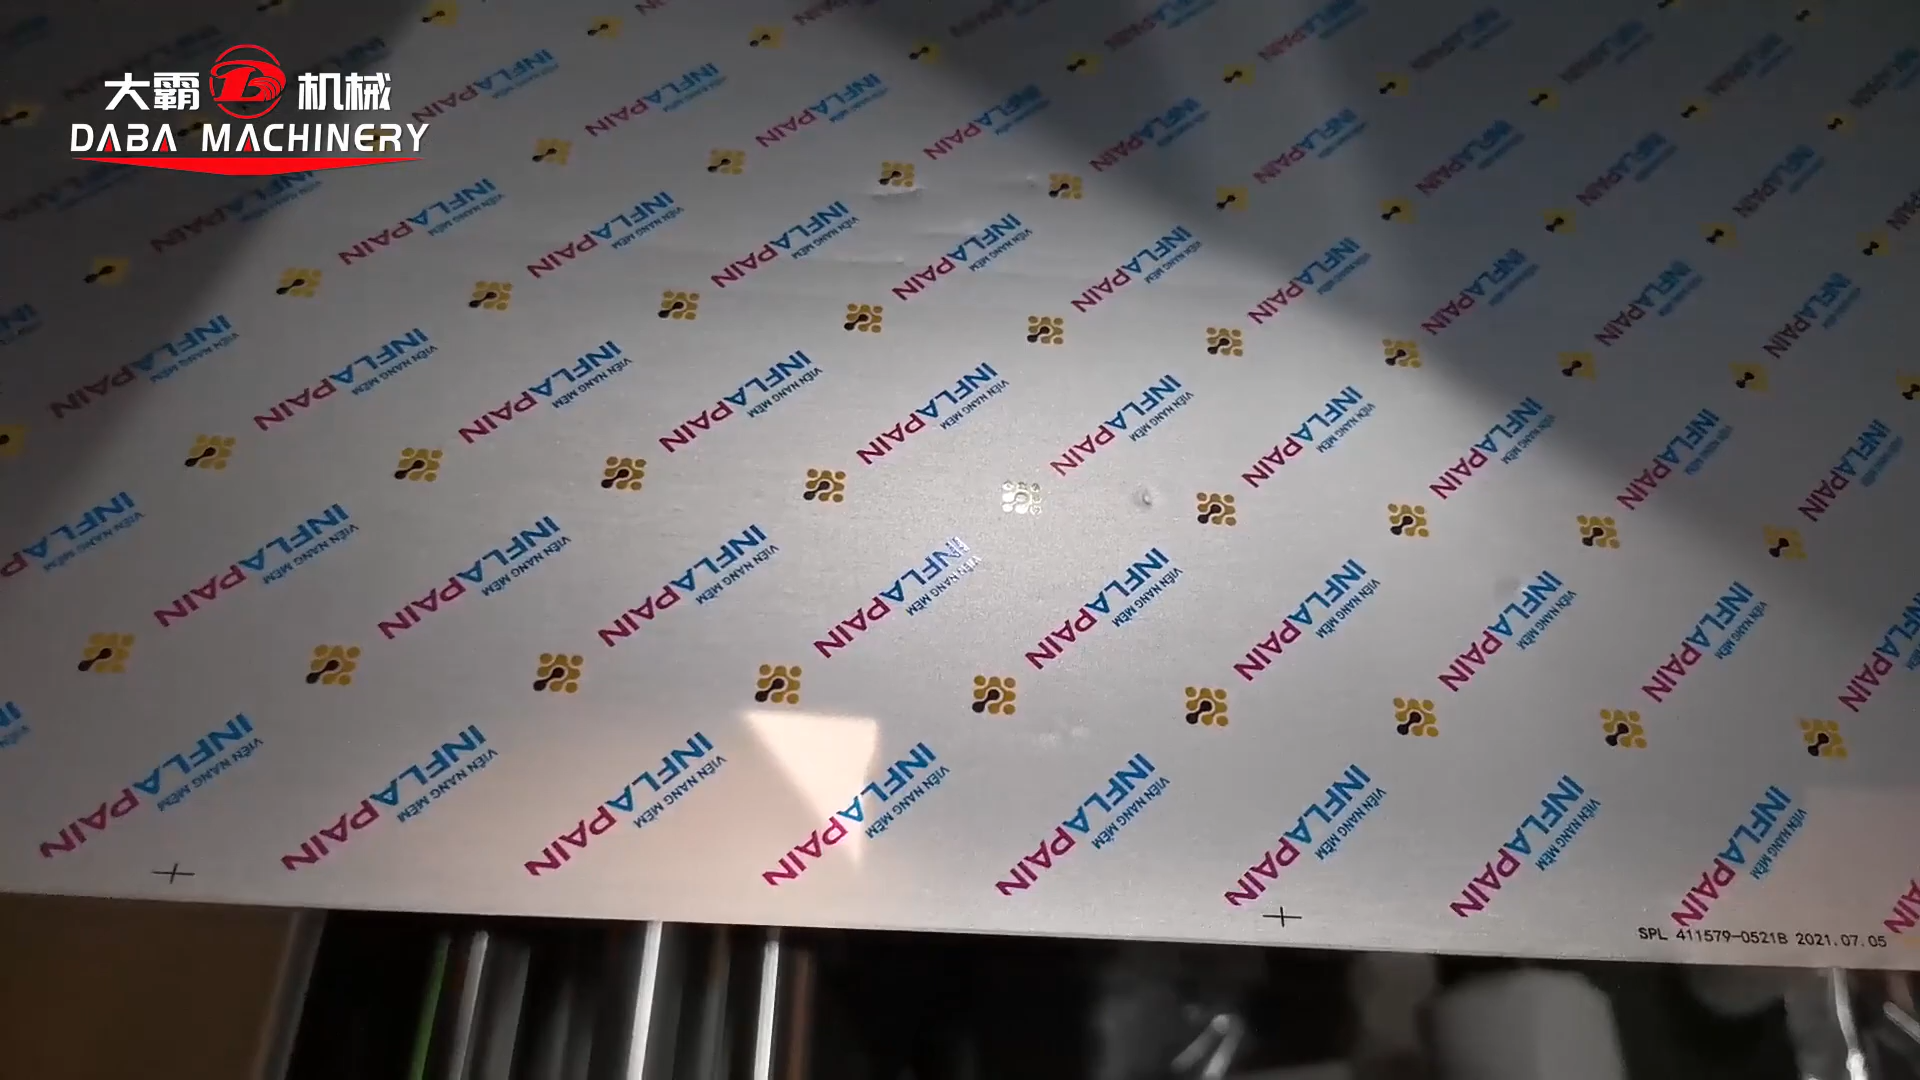 大霸 机械
DABA MACHINERY
INFLAPAIN
VIÊN NANG MỀM
SPL 411579-0521B 2021.07.05